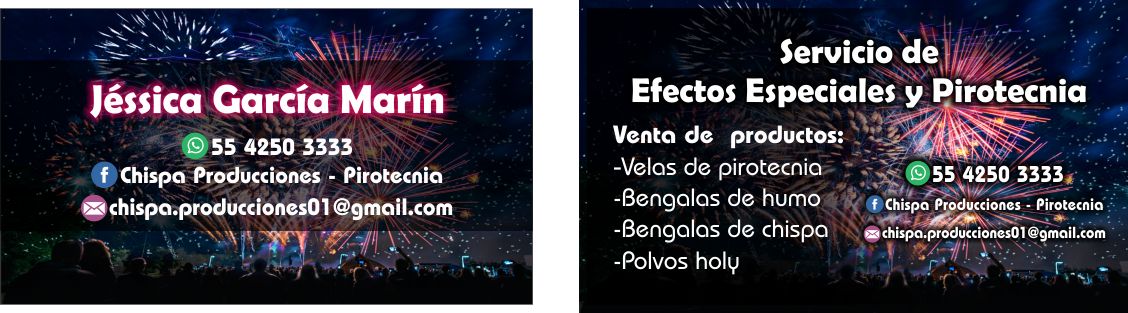 Jéssica García Marín
55 4250 3333
Chispa Producciones - Pirotecnia
chispa.producciones01@gmail.com
Servicio de
Efectos Especiales y Pirotecnia
Venta de productos:
-Velas de pirotecnia
-Bengalas de humo
-Bengalas de chispa
-Polvos holy
55 4250 3333
Chispa Producciones - Pirotecnia
chispa.producciones01@gmail.com